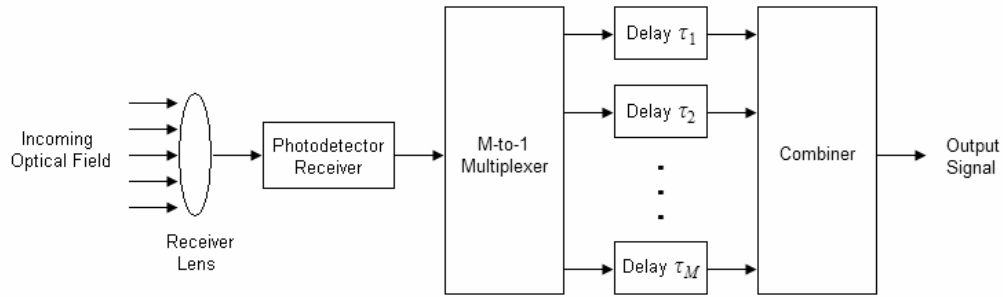 Incoming
Optical Field
Receiver
Lens
Photodetector
Receiver
M-to-1
Multiplexer
Delay τ1
Delay τ2
Delay τM
Combiner
Output
Signal